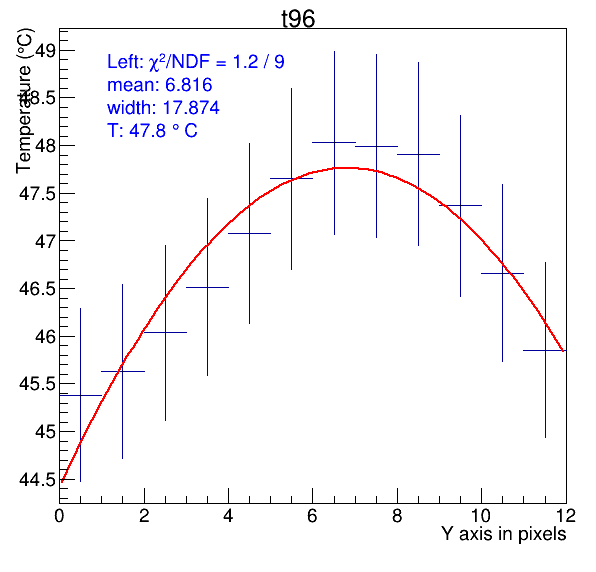 t96
Temperature (°C)
Left: χ²/NDF = 1.2 / 9
mean: 6.816
width: 17.874
T: 47.8 ° C
49
48.5
48
47.5
47
46.5
46
45.5
45
44.5
0 2 4 6 8 10 12
Y axis in pixels